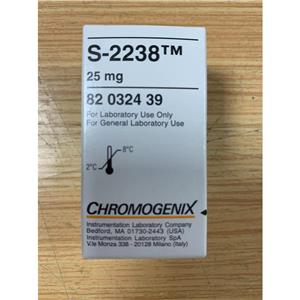 S-2238™
25 mg
82 0324 39
For Laboratory Use Only
For General Laboratory Use
8°C
2°C
CHROMOGENIX
Instrumentation Laboratory Company
Bedford, MA 01730-2443 (USA)
Instrumentation Laboratory SpA
V.le Monza 338 - 20128 Milano (Italy)